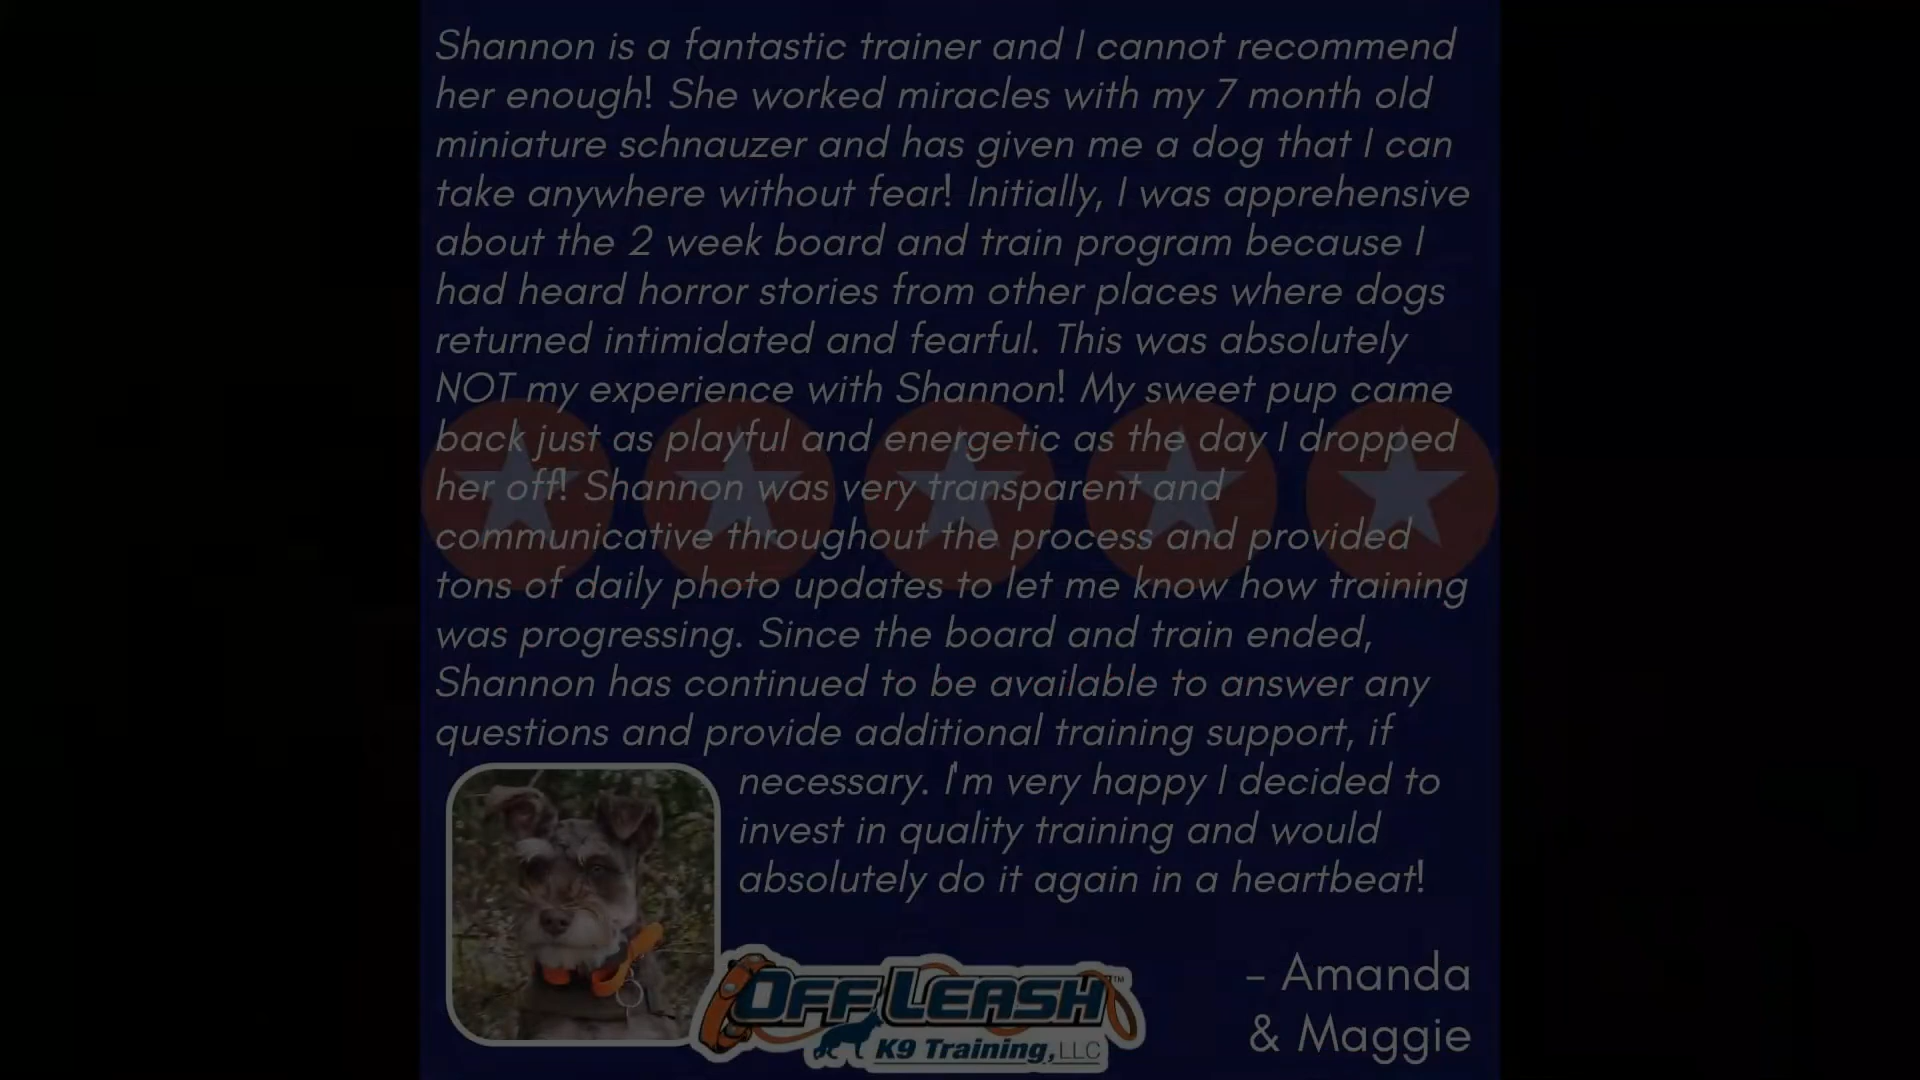 Shannon is a fantastic trainer and I cannot recommend
her enough! She worked miracles with my 7 month old
miniature schnauzer and has given me a dog that I can
take anywhere without fear! Initially, I was apprehensive
about the 2 week board and train program because I
had heard horror stories from other places where dogs
returned intimidated and fearful. This was absolutely
NOT my experience with Shannon! My sweet pup came
back just as playful and energetic as the day I dropped
her off! Shannon was very transparent and
communicative throughout the process and provided
tons of daily photo updates to let me know how training
was progressing. Since the board and train ended,
Shannon has continued to be available to answer any
questions and provide additional training support, if
necessary. I'm very happy I decided to
invest in quality training and would
absolutely do it again in a heartbeat!
- Amanda
& Maggie
OFF LEASH™
K9 Training, LLC